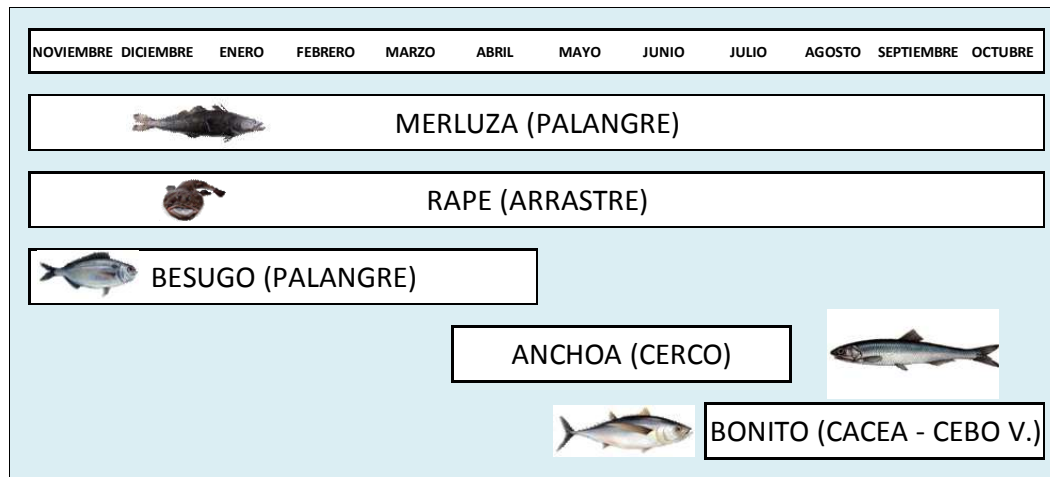 NOVIEMBRE DICIEMBRE ENERO FEBRERO MARZO ABRIL MAYO JUNIO JULIO AGOSTO SEPTIEMBRE OCTUBRE
MERLUZA (PALANGRE)
RAPE (ARRASTRE)
BESUGO (PALANGRE)
ANCHOA (CERCO)
BONITO (CACEA - CEBO V.)